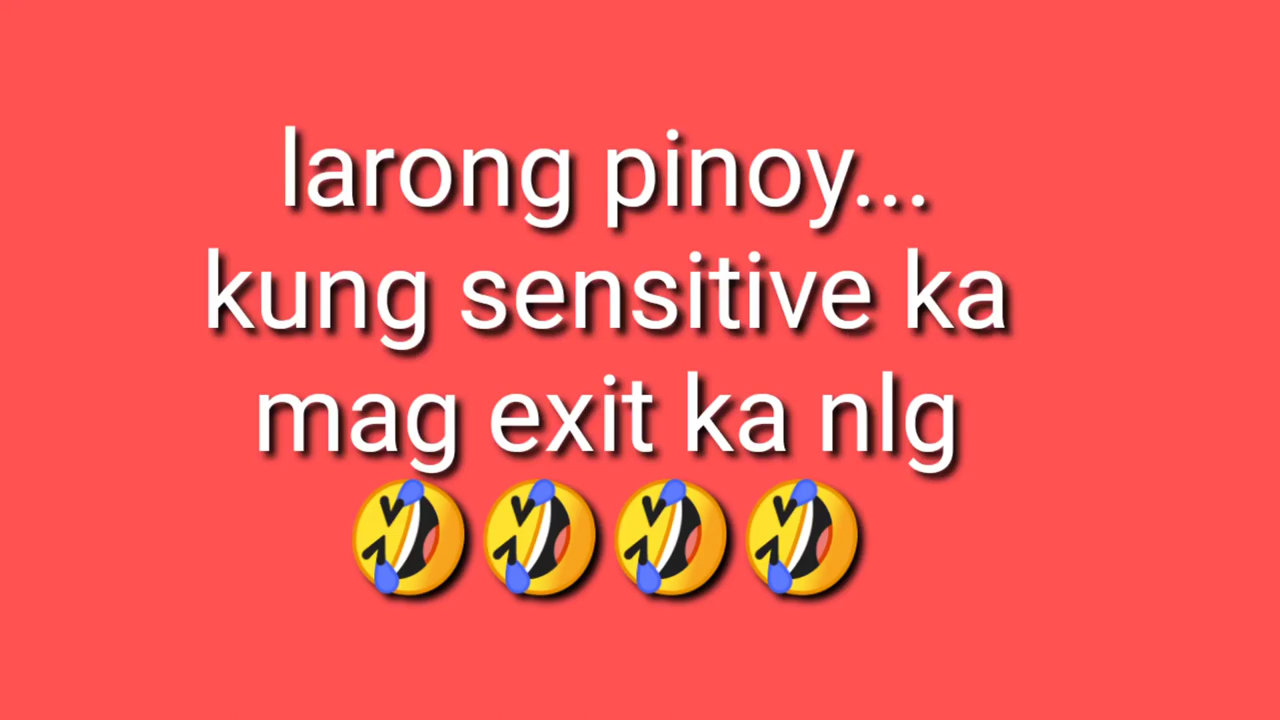 larong pinoy...
kung sensitive ka
mag exit ka nlg
🤣🤣🤣🤣